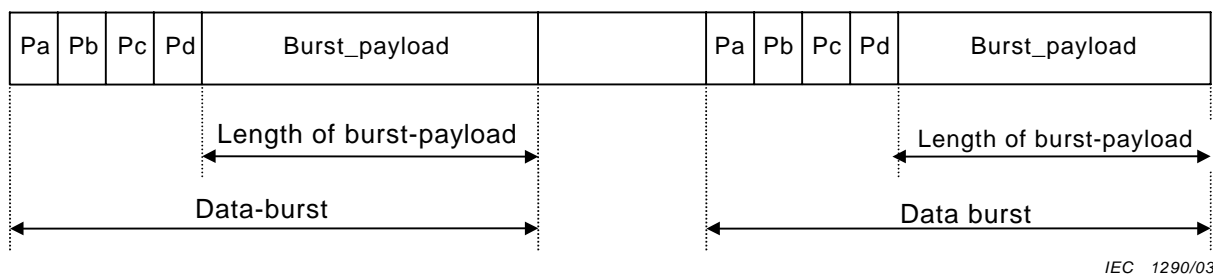 Pa Pb Pc Pd Burst_payload Pa Pb Pc Pd Burst_payload
Length of burst-payload Length of burst-payload
Data-burst Data burst
IEC 1290/03